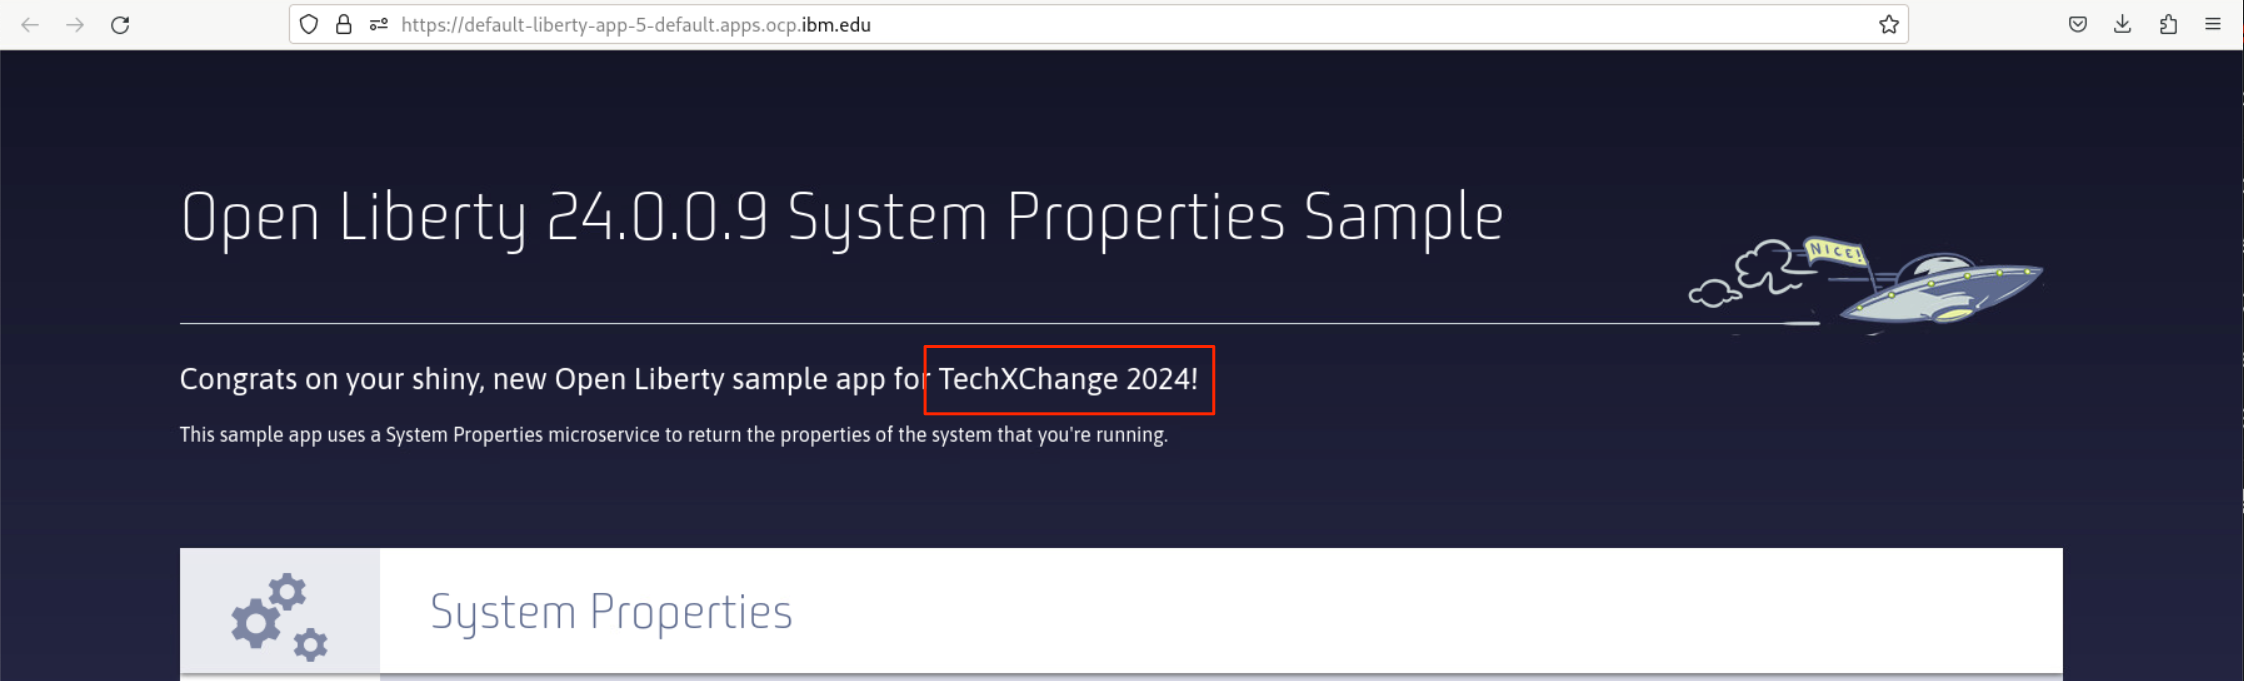 https://default-liberty-app-5-default.apps.ocp.ibm.edu
Open Liberty 24.0.0.9 System Properties Sample
NICE!
Congrats on your shiny, new Open Liberty sample app for TechXChange 2024!
This sample app uses a System Properties microservice to return the properties of the system that you're running.
System Properties